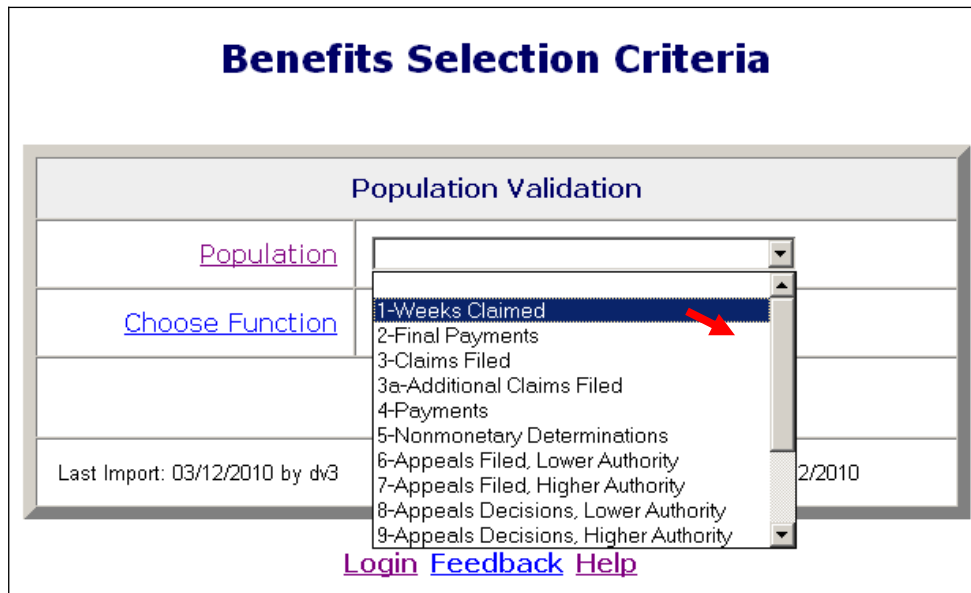 Benefits Selection Criteria
Population Validation
Population
Choose Function
1-Weeks Claimed
2-Final Payments
3-Claims Filed
3a-Additional Claims Filed
4-Payments
5-Nonmonetary Determinations
6-Appeals Filed, Lower Authority
7-Appeals Filed, Higher Authority
8-Appeals Decisions, Lower Authority
9-Appeals Decisions, Higher Authority
Last Import: 03/12/2010 by dv3
2/2010
Login Feedback Help